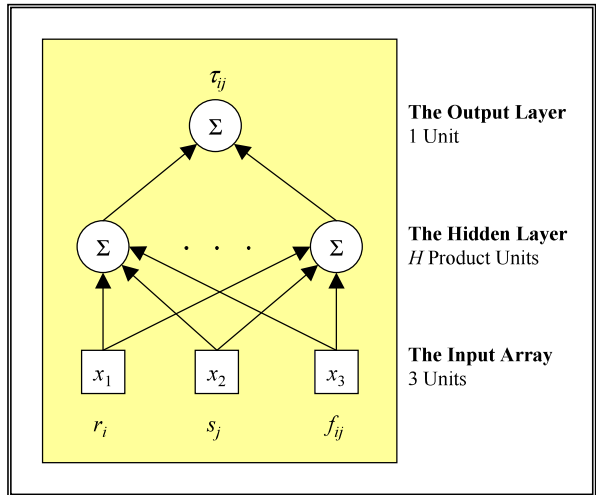 τij
Σ
The Output Layer
1 Unit
Σ . . . Σ
The Hidden Layer
H Product Units
x1 x2 x3
The Input Array
3 Units
ri sj fij